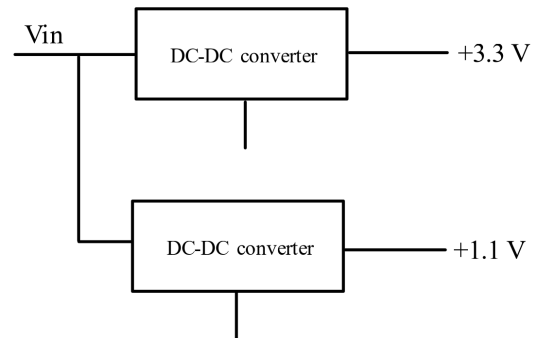 Vin
DC-DC converter
+3.3 V
DC-DC converter
+1.1 V